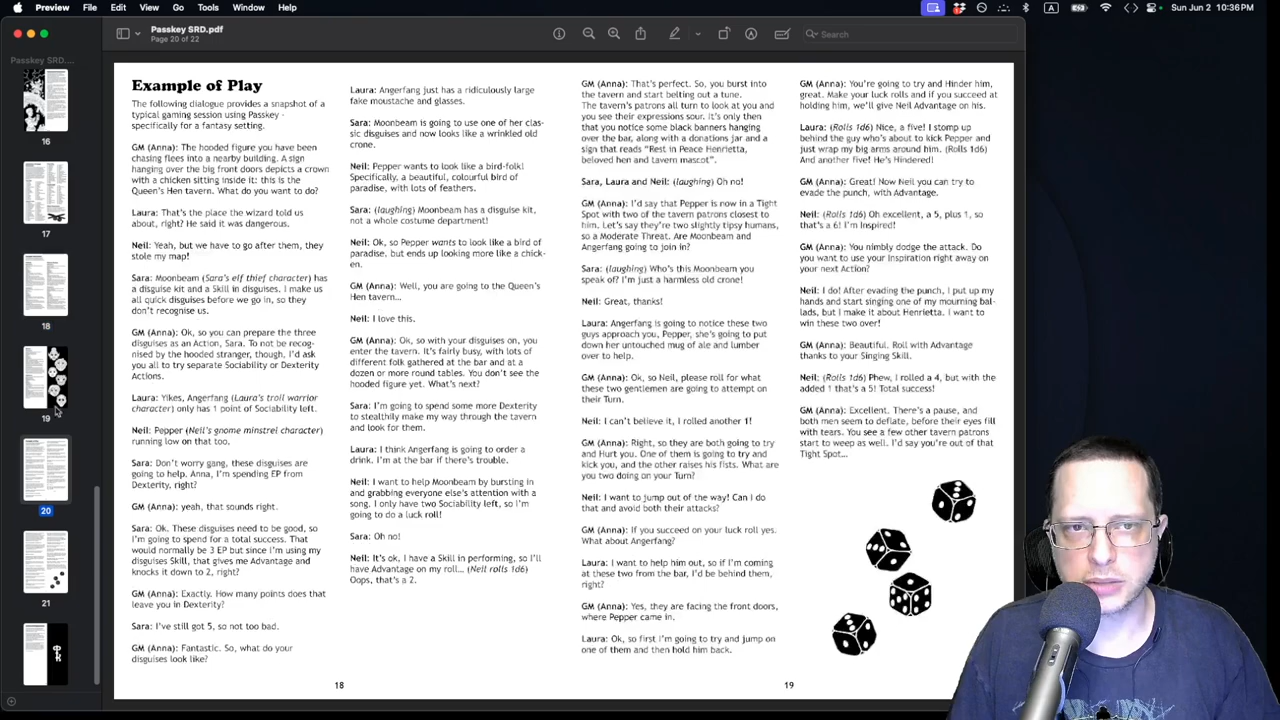 Preview File Edit View Go Tools Window Help
A
Sun Jun 2 10:36 PM
Passkey SRD.pdf
Page 20 of 22
Search
Passkey SRD....
16
17
18
19
20
21
Example of Play
The following dialogue provides a snapshot of a
typical gaming session using Passkey -
specifically for a fantasy setting.
GM (Anna): The hooded figure you have been
chasing flees into a nearby building. A sign
hanging over the big front doors depicts a crown
with a chicken sitting inside it: this is the
Queen's Hen tavern. What do you want to do?
Laura: That's the place the wizard told us
about, right? He said it was dangerous.
Neil: Yeah, but we have to go after them, they
stole my map!
Sara: Moonbeam (Sara's elf thief character) has
a disguise kit and a Skill in disguises. I make us
all quick disguises before we go in, so they
don't recognise us.
GM (Anna): Ok, so you can prepare the three
disguises as an Action, Sara. To not be recog-
nised by the hooded stranger, though, I'd ask
you all to try separate Sociability or Dexterity
Actions.
Laura: Yikes, Angerfang (Laura's troll warrior
character) only has 1 point of Sociability left.
Neil: Pepper (Neil's gnome minstrel character)
running low on that too.
Sara: Don't worry gang, these disguises are
going to help. Anna, I'm spending EP from
Dexterity, right?
GM (Anna): yeah, that sounds right.
Sara: Ok. These disguises need to be good, so
I'm going to spend for a total success. That
would normally be 3 EP but since I'm using my
disguises Skill, that gives me Advantage and
knocks it down to 2, right?
GM (Anna): Exactly. How many points does that
leave you in Dexterity?
Sara: I've still got 5, so not too bad.
GM (Anna): Fantastic. So, what do your
disguises look like?
Laura: Angerfang just has a ridiculously large
fake moustache and glasses.
Sara: Moonbeam is going to use one of her clas-
sic disguises and now looks like a wrinkled old
crone.
Neil: Pepper wants to look like a bird-folk!
Specifically, a beautiful, colourful bird of
paradise, with lots of feathers.
Sara: (laughing) Moonbeam has a disguise kit,
not a whole costume department!
Neil: Ok, so Pepper wants to look like a bird of
paradise, but ends up looking more like a chick-
en.
GM (Anna): Well, you are going to the Queen's
Hen tavern...
Neil: I love this.
GM (Anna): Ok, so with your disguises on, you
enter the tavern. It's fairly busy, with lots of
different folk gathered at the bar and at a
dozen or more round tables. You don't see the
hooded figure yet. What's next?
Sara: I'm going to spend some more Dexterity
to stealthily make my way through the tavern
and look for them.
Laura: I think Angerfang is going to order a
drink. I'm at the bar if there's trouble.
Neil: I want to help Moonbeam by bursting in
and grabbing everyone else's attention with a
song. I only have two Sociability left, so I'm
going to do a luck roll!
Sara: Oh no!
Neil: It's ok, I have a Skill in performing, so I'll
have Advantage on my roll... (Neil rolls 1d6)
Oops, that's a 2.
18
GM (Anna): That's perfect. So, you burst into
the tavern and start belting out a tune.
The tavern's patrons all turn to look at you and
you see their expressions sour. It's only then
that you notice some black banners hanging
over the bar, along with a donations jar and a
sign that reads "Rest in Peace Henrietta,
beloved hen and tavern mascot".
Sara, Laura and Neil: (laughing) Oh no!
GM (Anna): I'd say that Pepper is now in a Tight
Spot with two of the tavern patrons closest to
him. Let's say they're two slightly tipsy humans,
so a Moderate Threat. Are Moonbeam and
Angerfang going to join in?
Sara: (laughing) Who's this Moonbeam you
speak of? I'm just a harmless old crone!
Neil: Great, thanks!
Laura: Angerfang is going to notice these two
guys approach you, Pepper, she's going to put
down her untouched mug of ale and lumber
over to help.
GM (Anna): Ok, so Neil, please roll for what
these two gentlemen are going to atempt on
their Turn.
Neil: I can't believe it, I rolled another 1!
GM (Anna): Right, so they are both going to try
and Hurt you. One of them is going to try and
kick you, and the other raises his fists. What are
you two doing on your Turn?
Neil: I want to jump out of the way! Can I do
that and avoid both their attacks?
GM (Anna): If you succeed on your luck roll yes.
What about Angerfang?
Laura: I want to help him out, so if I'm coming
at these two from the bar, I'd be behind them,
right?
GM (Anna): Yes, they are facing the front doors,
where Pepper came in.
Laura: Ok, so first I'm going to try and jump on
one of them and then hold him back.
GM (Anna): You're going to try and Hinder him,
great. Make your luck rolls and if you succeed at
holding him, we'll give Neil Advantage on his.
Laura: (Rolls 1d6) Nice, a five! I stomp up
behind the guy who's about to kick Pepper and
just wrap my big arms around him. (Rolls 1d6)
And another five! He's Hindered!
GM (Anna): Great! Now Neil you can try to
evade the punch, with Advantage.
Neil: (Rolls 1d6) Oh excellent, a 5, plus 1, so
that's a 6! I'm Inspired!
GM (Anna): You nimbly dodge the attack. Do
you want to use your Inspiration right away on
your next Action?
Neil: I do! After evading the punch, I put up my
hands and start singing one of my mourning bal-
lads, but I make it about Henrietta. I want to
win these two over!
GM (Anna): Beautiful. Roll with Advantage
thanks to your Singing Skill.
Neil: (Rolls 1d6) Phew, I rolled a 4, but with the
added 1 that's a 5! Total success!
GM (Anna): Excellent. There's a pause, and
both men seem to deflate, before their eyes fill
with tears. You see a few other tavern patrons
start to weep as well. I'd say you're out of that
Tight Spot...
19